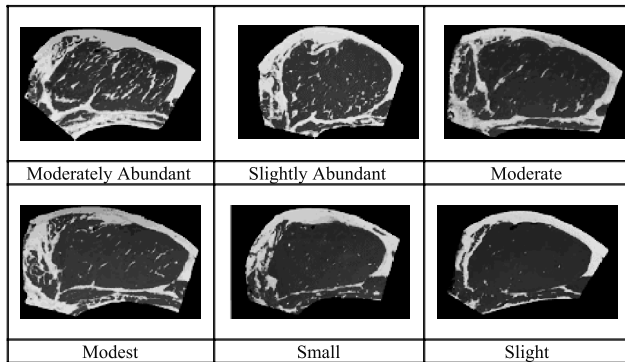 Moderately Abundant
Slightly Abundant
Moderate
Modest
Small
Slight